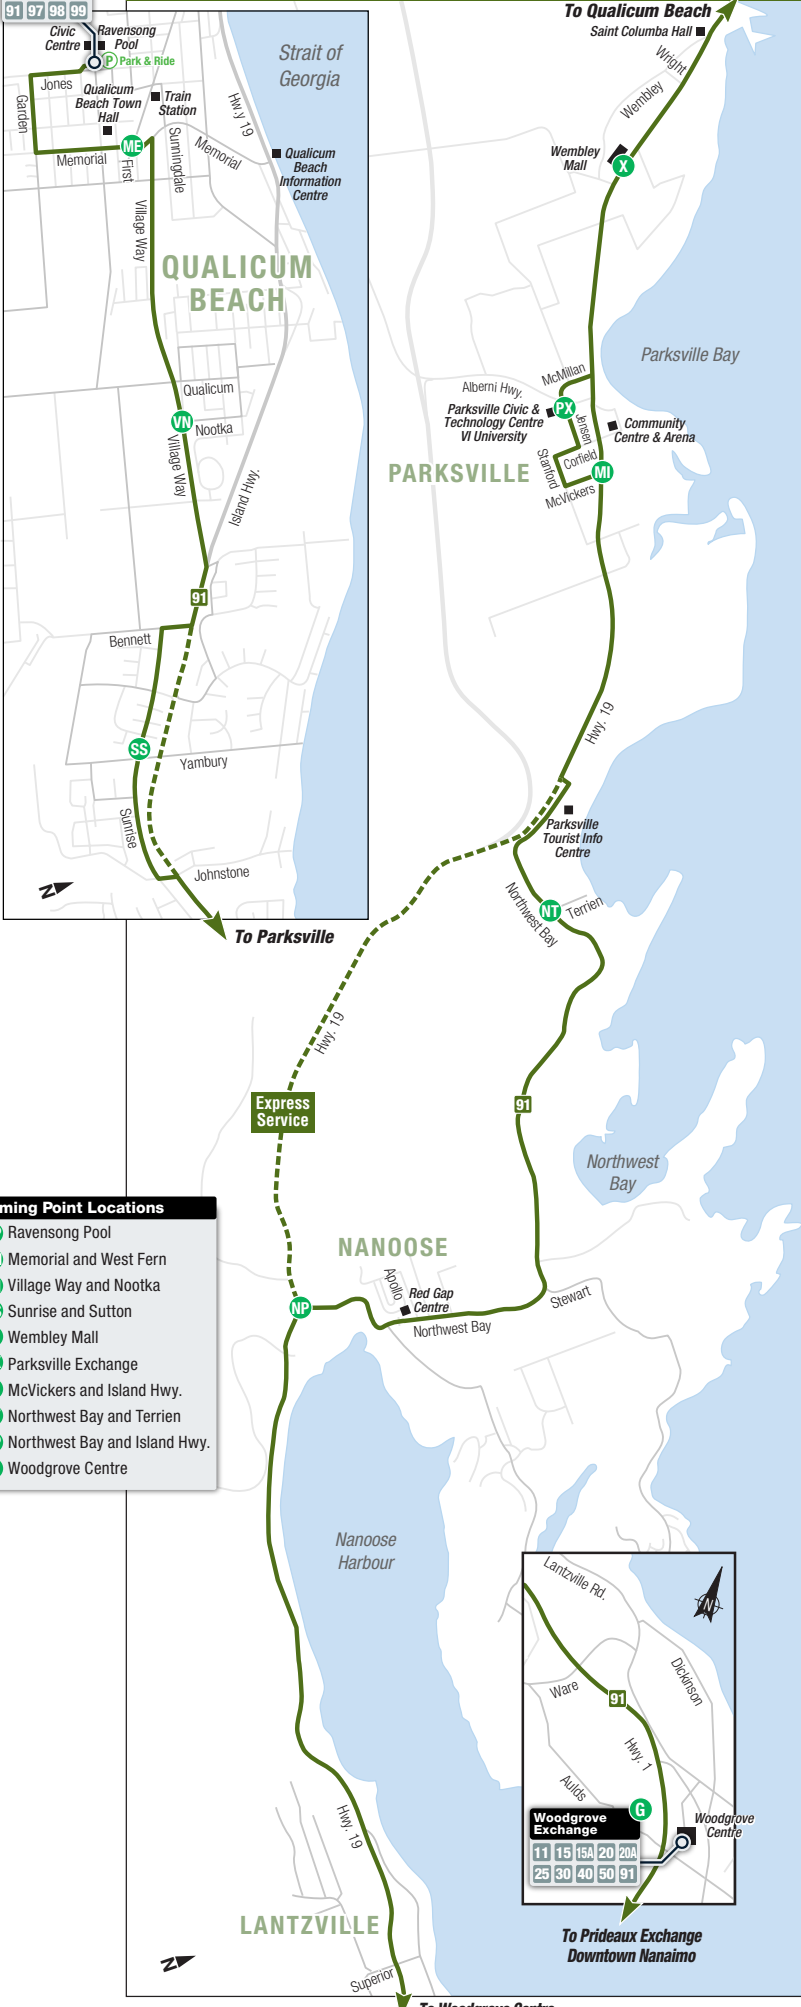 91 97 98 99
Civic
Centre
Ravensong
Pool
P Park & Ride
Jones
Garden
Qualicum
Beach Town
Hall
Train
Station
ME
Memorial
First
Sunningdale
Memorial
Hw.y 19
Strait of
Georgia
Qualicum
Beach
Information
Centre
Village Way
QUALICUM
BEACH
Qualicum
VN
Nootka
Village Way
Island Hwy.
91
Bennett
SS
Yambury
Sunrise
Johnstone
N
To Parksville
To Qualicum Beach
Saint Columba Hall
Wright
Wembley
Wembley
Mall
X
Parksville Bay
McMillan
Alberni Hwy.
PX
Parksville Civic &
Technology Centre
VI University
Jensen
Community
Centre & Arena
Stanford
Corfield
MI
McVickers
PARKSVILLE
Hwy. 19
Parksville
Tourist Info
Centre
NT
Terrien
Northwest Bay
Hwy. 19
Express
Service
91
Northwest
Bay
NANOOSE
Apollo
Red Gap
Centre
NP
Northwest Bay
Stewart
ming Point Locations
Ravensong Pool
Memorial and West Fern
Village Way and Nootka
Sunrise and Sutton
Wembley Mall
Parksville Exchange
McVickers and Island Hwy.
Northwest Bay and Terrien
Northwest Bay and Island Hwy.
Woodgrove Centre
Nanoose
Harbour
Lantzville Rd.
N
Ware
Dickinson
91
Hwy. 1
Aulds
G
Woodgrove
Exchange
11 15 15A 20 20A
25 30 40 50 91
Woodgrove
Centre
To Prideaux Exchange
Downtown Nanaimo
Hwy. 19
LANTZVILLE
N
Superior
To Woodgrove Centre